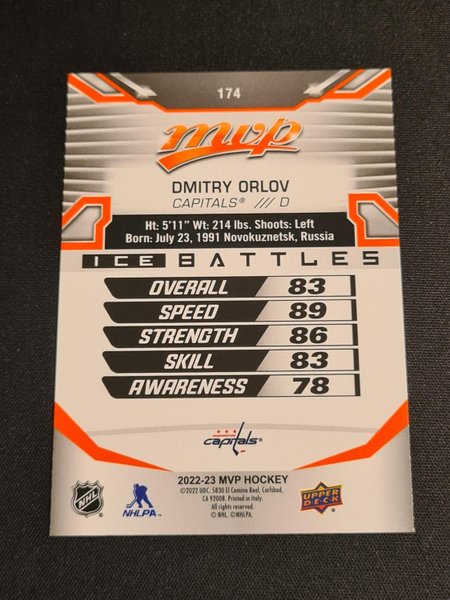 174
mvp
DMITRY ORLOV
CAPITALS® /// D
Ht: 5'11" Wt: 214 lbs. Shoots: Left
Born: July 23, 1991 Novokuznetsk, Russia
ICE BATTLES
OVERALL 83
SPEED 89
STRENGTH 86
SKILL 83
AWARENESS 78
WASHINGTON
capitals®
2022-23 MVP HOCKEY
©2022 UDC. 5830 El Camino Real, Carlsbad,
CA 92008. Printed in Italy.
All rights reserved.
© NHL. ©NHLPA.
NHL
NHLPA®
UPPER
DECK